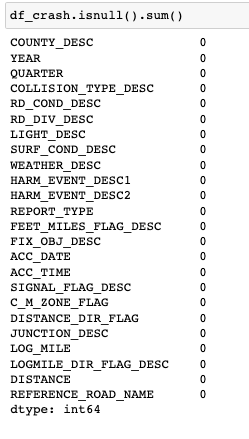 df_crash.isnull().sum()
COUNTY_DESC 0
YEAR 0
QUARTER 0
COLLISION_TYPE_DESC 0
RD_COND_DESC 0
RD_DIV_DESC 0
LIGHT_DESC 0
SURF_COND_DESC 0
WEATHER_DESC 0
HARM_EVENT_DESC1 0
HARM_EVENT_DESC2 0
REPORT_TYPE 0
FEET_MILES_FLAG_DESC 0
FIX_OBJ_DESC 0
ACC_DATE 0
ACC_TIME 0
SIGNAL_FLAG_DESC 0
C_M_ZONE_FLAG 0
DISTANCE_DIR_FLAG 0
JUNCTION_DESC 0
LOG_MILE 0
LOGMILE_DIR_FLAG_DESC 0
DISTANCE 0
REFERENCE_ROAD_NAME 0
dtype: int64